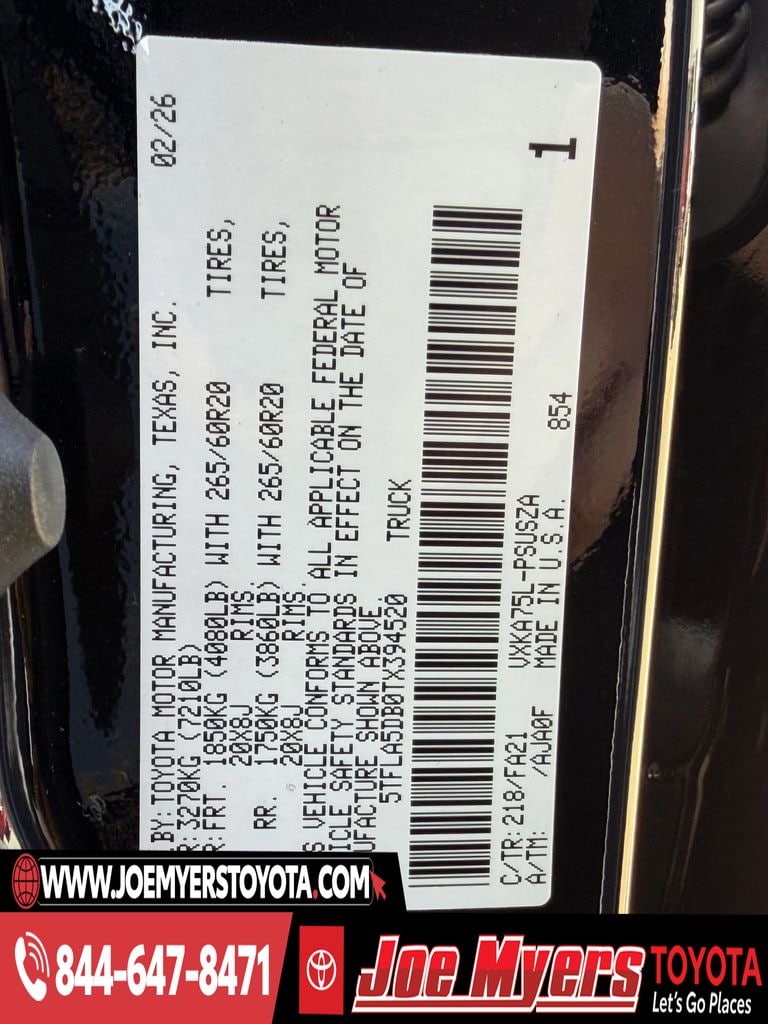 BY: TOYOTA MOTOR MANUFACTURING, TEXAS, INC. 02/26
3270KG (7210LB)
FRT. 1850KG (4080LB) WITH 265/60R20 TIRES,
20X8J RIMS.
RR. 1750KG (3860LB) WITH 265/60R20 TIRES,
20X8J RIMS.
VEHICLE CONFORMS TO ALL APPLICABLE FEDERAL MOTOR
SAFETY STANDARDS IN EFFECT ON THE DATE OF
SHOWN ABOVE.
5TFLA5DB0TX394520 TRUCK
C/TR: 218/FA21 VXKA75L-PSUSZA 854 1
A/TM: /AJA0F MADE IN U.S.A.
WWW.JOEMYERSTOYOTA.COM
844-647-8471
Joe Myers TOYOTA
Let's Go Places